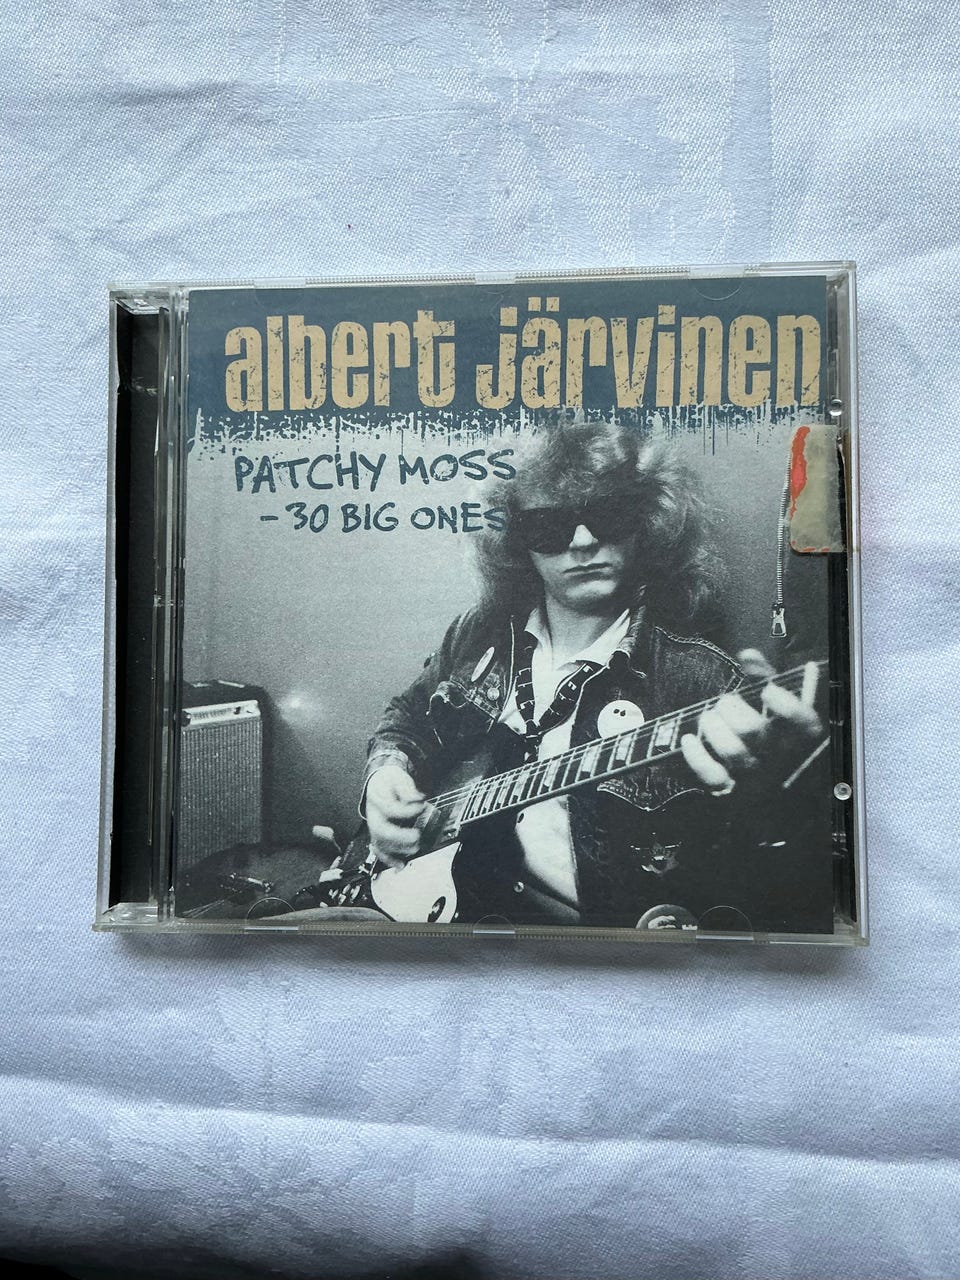 albert järvinen
PATCHY MOSS
- 30 BIG ONES